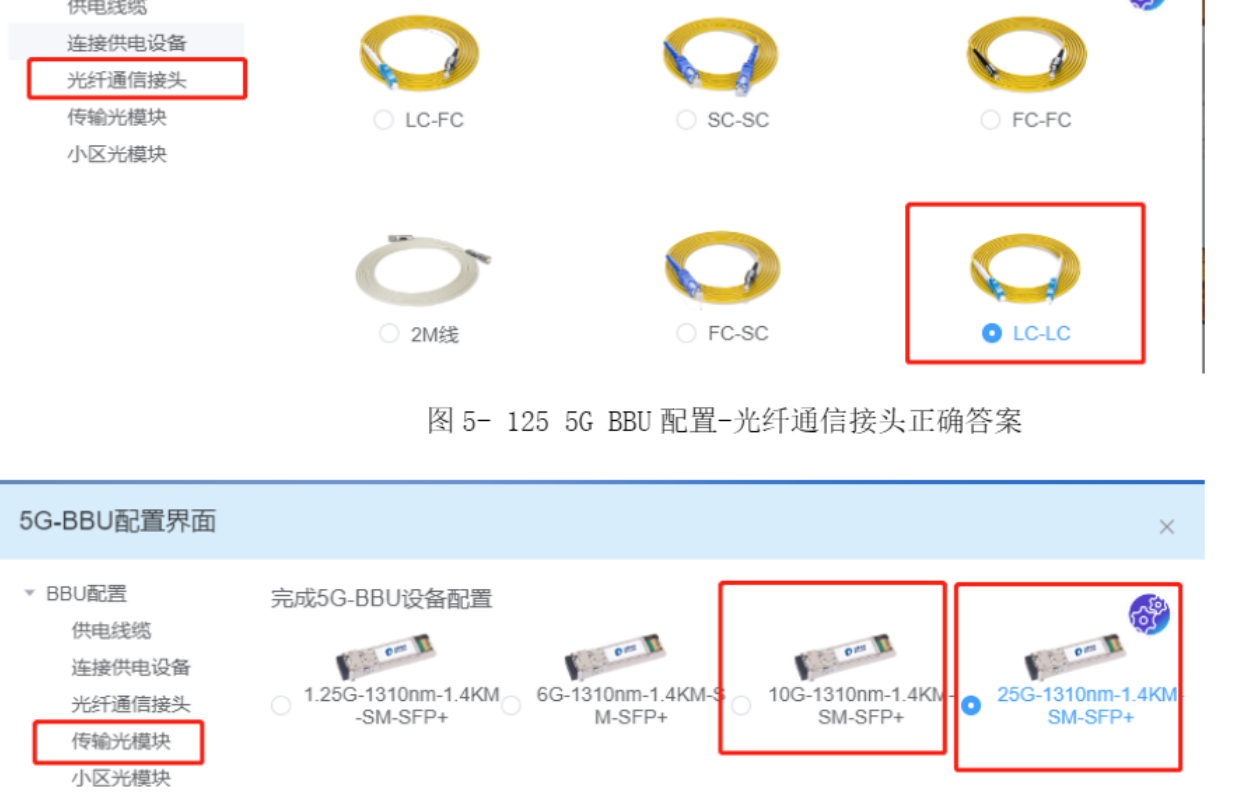 供电线缆
连接供电设备
光纤通信接头
传输光模块
小区光模块
LC-FC
SC-SC
FC-FC
2M线
FC-SC
LC-LC
图 5- 125 5G BBU 配置-光纤通信接头正确答案
5G-BBU配置界面
BBU配置
供电线缆
连接供电设备
光纤通信接头
传输光模块
小区光模块
完成5G-BBU设备配置
1.25G-1310nm-1.4KM
-SM-SFP+
6G-1310nm-1.4KM-S
M-SFP+
10G-1310nm-1.4KM-
SM-SFP+
25G-1310nm-1.4KM-
SM-SFP+